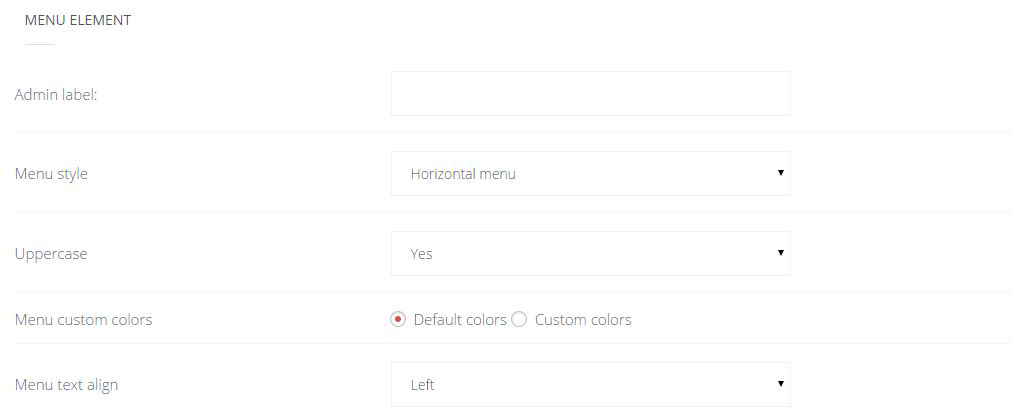 MENU ELEMENT
Admin label:
Menu style Horizontal menu
Uppercase Yes
Menu custom colors Default colors Custom colors
Menu text align Left